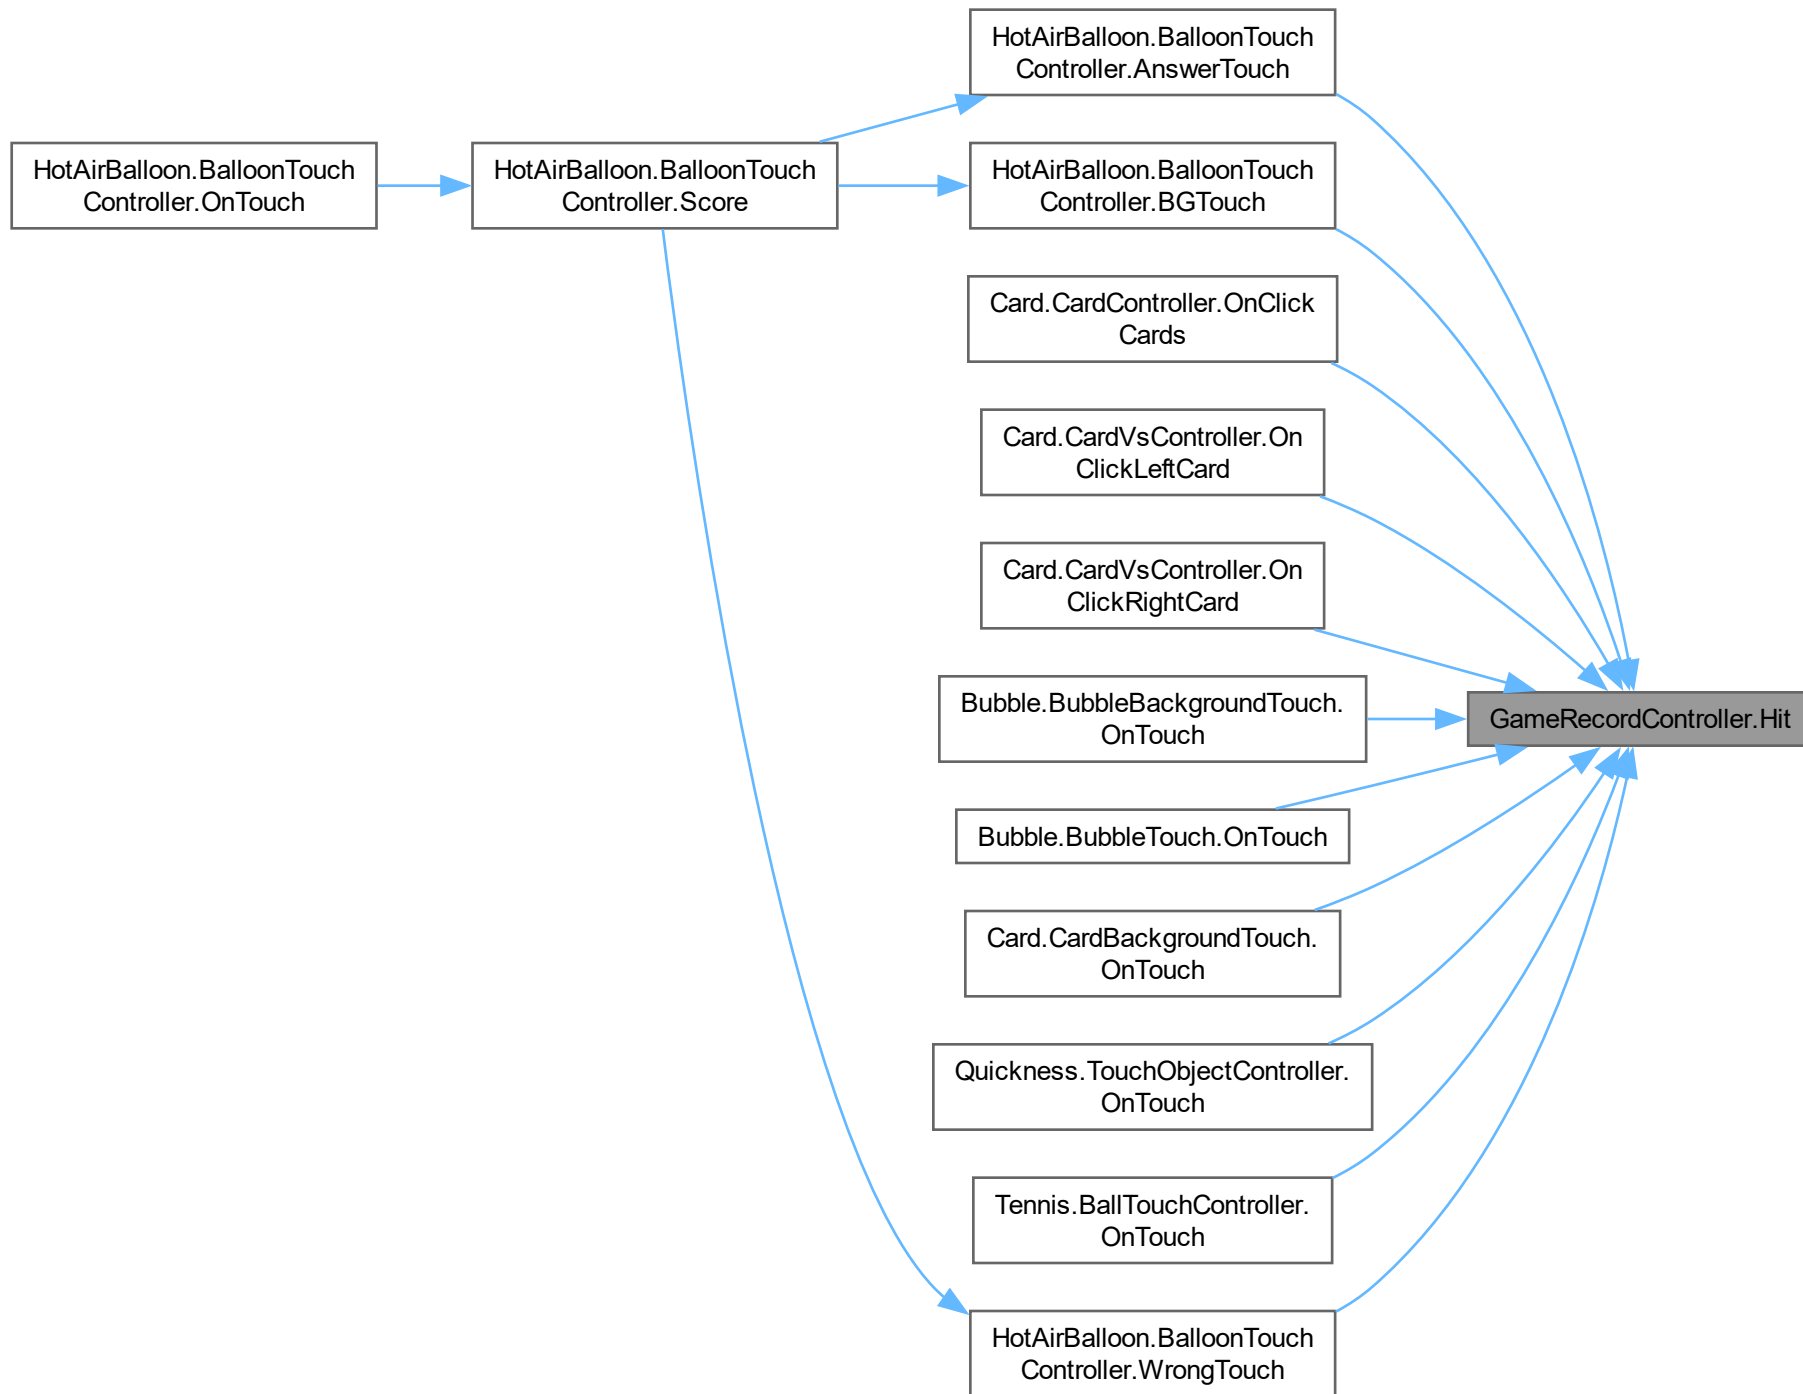 HotAirBalloon.BalloonTouch
Controller.OnTouch
HotAirBalloon.BalloonTouch
Controller.Score
HotAirBalloon.BalloonTouch
Controller.AnswerTouch
HotAirBalloon.BalloonTouch
Controller.BGTouch
Card.CardController.OnClick
Cards
Card.CardVsController.On
ClickLeftCard
Card.CardVsController.On
ClickRightCard
Bubble.BubbleBackgroundTouch.
OnTouch
Bubble.BubbleTouch.OnTouch
Card.CardBackgroundTouch.
OnTouch
Quickness.TouchObjectController.
OnTouch
Tennis.BallTouchController.
OnTouch
HotAirBalloon.BalloonTouch
Controller.WrongTouch
GameRecordController.Hit